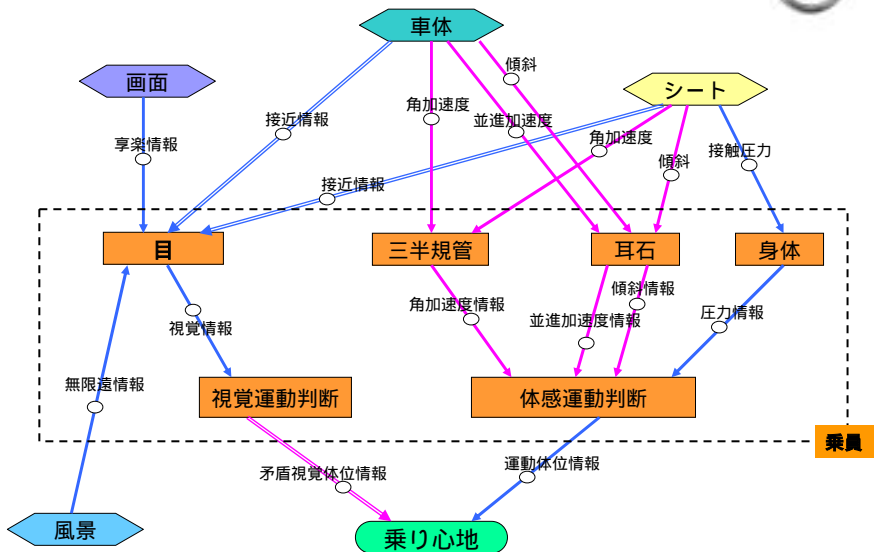 車体
傾斜
画面
シート
角加速度
並進加速度
接近情報
享楽情報
角加速度
接触圧力
傾斜
接近情報
目
三半規管
耳石
身体
傾斜情報
角加速度情報
圧力情報
並進加速度情報
視覚情報
無限遠情報
視覚運動判断
体感運動判断
乗員
運動体位情報
矛盾視覚体位情報
風景
乗り心地